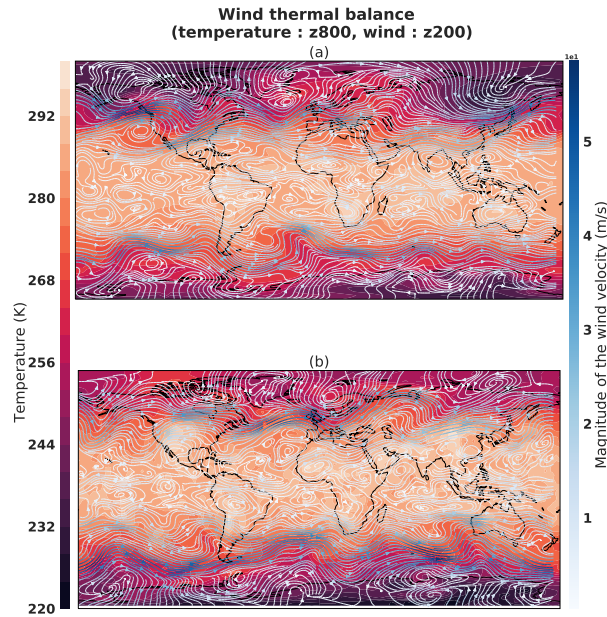 Wind thermal balance
(temperature : z800, wind : z200)
(a)
1e1
292
280
268
256
244
232
220
Temperature (K)
5
4
3
2
1
Magnitude of the wind velocity (m/s)
(b)